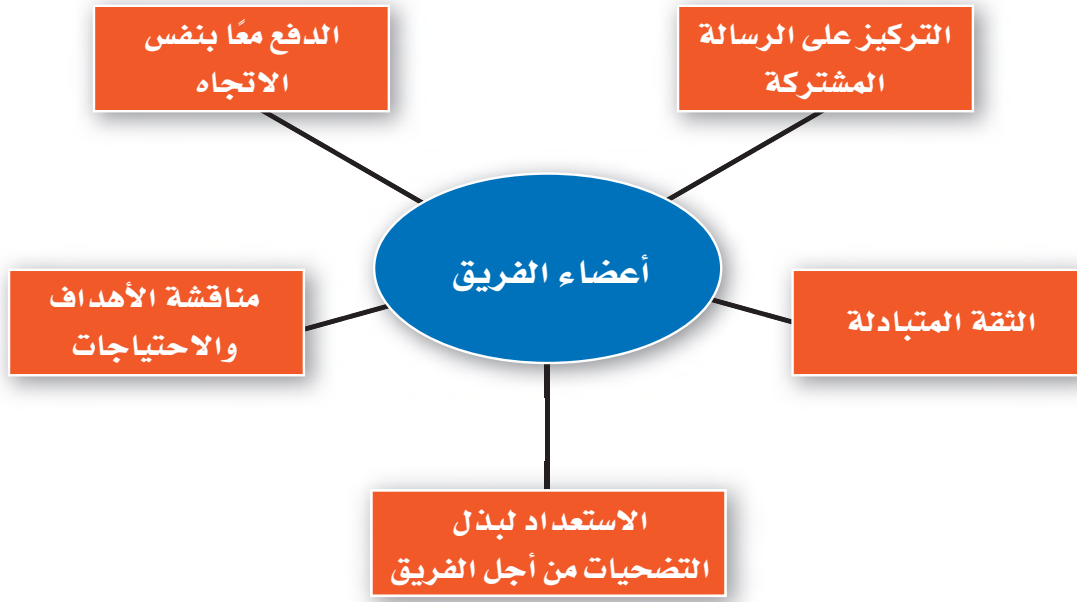 التركيز على الرسالة
المشتركة
الدفع معًا بنفس
الاتجاه
أعضاء الفريق
الثقة المتبادلة
مناقشة الأهداف
والاحتياجات
الاستعداد لبذل
التضحيات من أجل الفريق